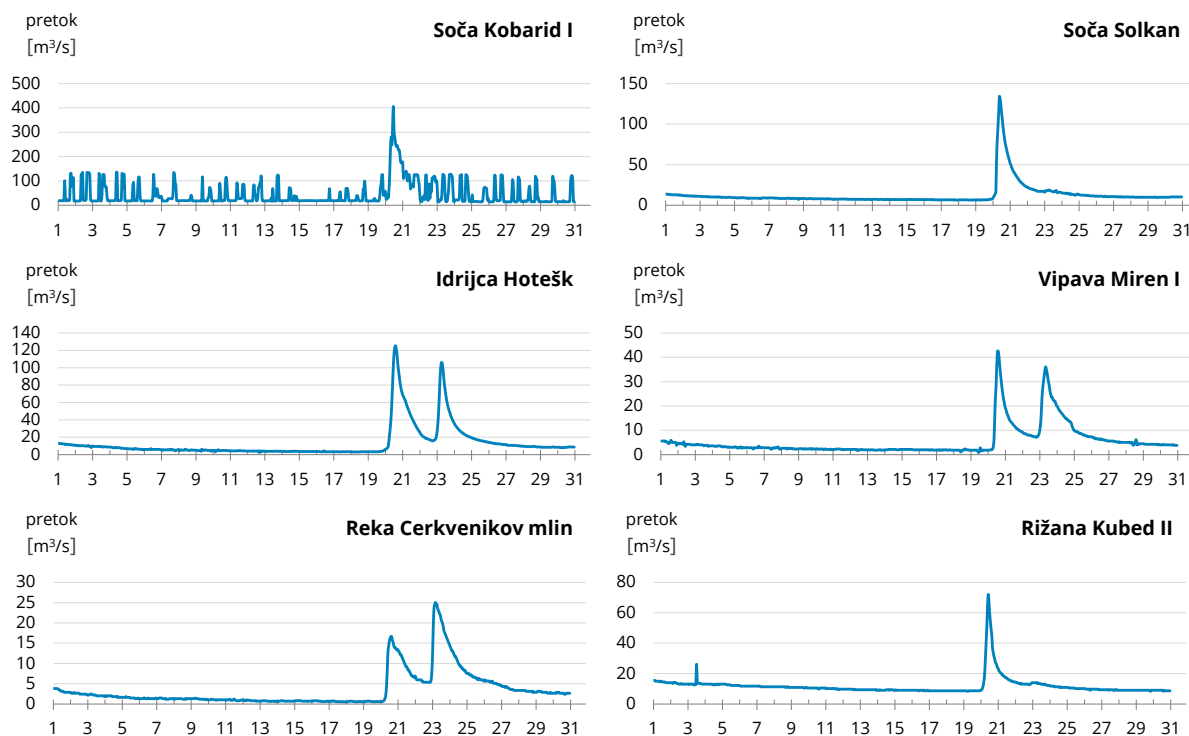 pretok
[m³/s]
Soča Kobarid I
500
400
300
200
100
0
1 3 5 7 9 11 13 15 17 19 21 23 25 27 29 31
pretok
[m³/s]
Soča Solkan
150
100
50
0
1 3 5 7 9 11 13 15 17 19 21 23 25 27 29 31
pretok
[m³/s]
Idrijca Hotešk
140
120
100
80
60
40
20
0
1 3 5 7 9 11 13 15 17 19 21 23 25 27 29 31
pretok
[m³/s]
Vipava Miren I
50
40
30
20
10
0
1 3 5 7 9 11 13 15 17 19 21 23 25 27 29 31
pretok
[m³/s]
Reka Cerkvenikov mlin
30
25
20
15
10
5
0
1 3 5 7 9 11 13 15 17 19 21 23 25 27 29 31
pretok
[m³/s]
Rižana Kubed II
80
60
40
20
0
1 3 5 7 9 11 13 15 17 19 21 23 25 27 29 31